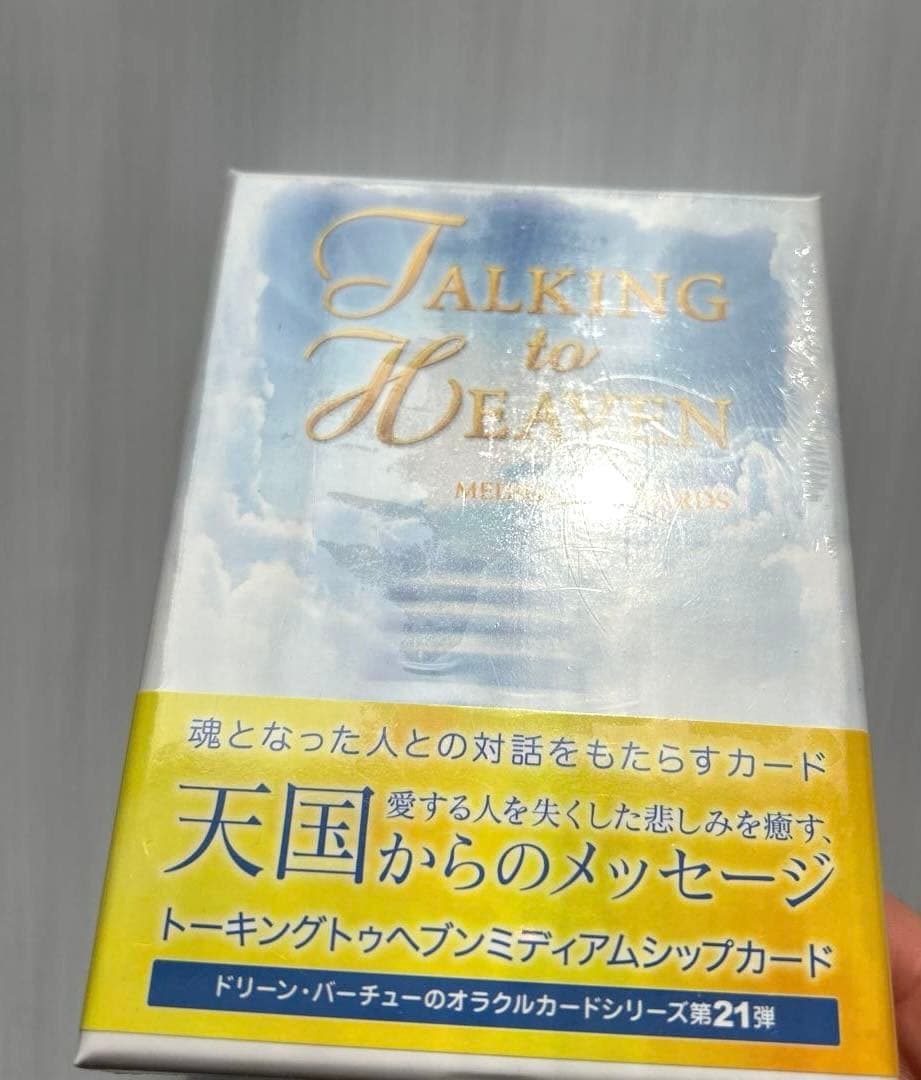 TALKING
to
HEAVEN
魂となった人との対話をもたらすカード
愛する人を失くした悲しみを癒す、
天国からのメッセージ
トーキングトゥヘブンミディアムシップカード
ドリーン・バーチューのオラクルカードシリーズ第21弾